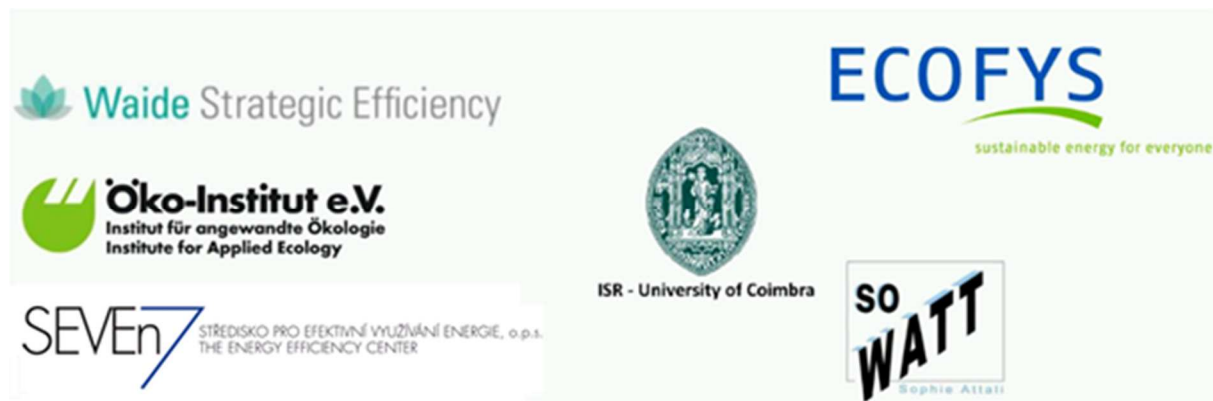 Waide Strategic Efficiency
ECOFYS
sustainable energy for everyone
Öko-Institut e.V.
Institut für angewandte Ökologie
Institute for Applied Ecology
ISR - University of Coimbra
SEVEn7
STŘEDISKO PRO EFEKTIVNÍ VYUŽÍVÁNÍ ENERGIE, o.p.s.
THE ENERGY EFFICIENCY CENTER
SO
WATT
Sophie Attali